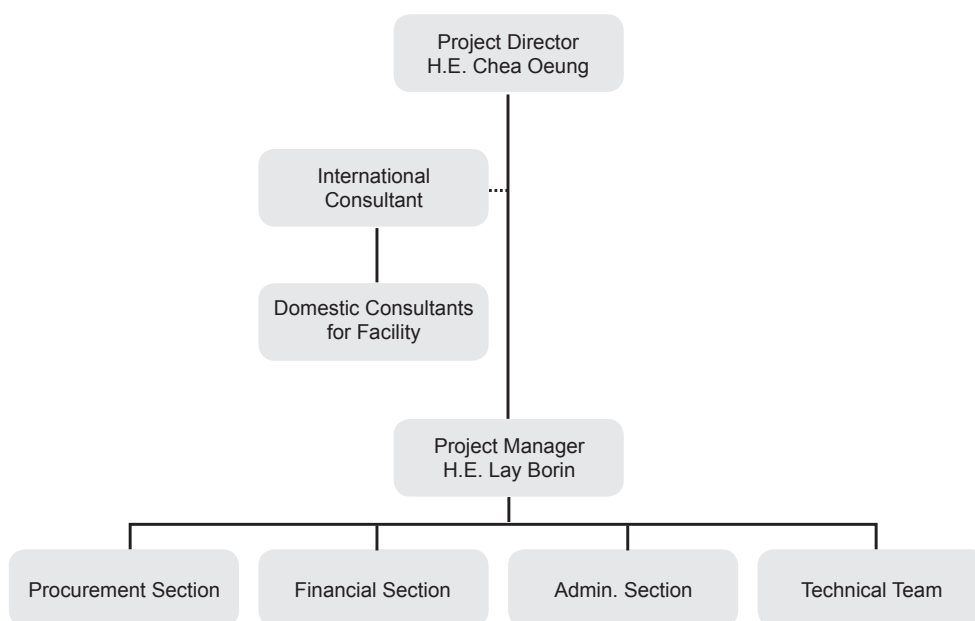 Project Director
H.E. Chea Oeung
International
Consultant
Domestic Consultants
for Facility
Project Manager
H.E. Lay Borin
Procurement Section
Financial Section
Admin. Section
Technical Team